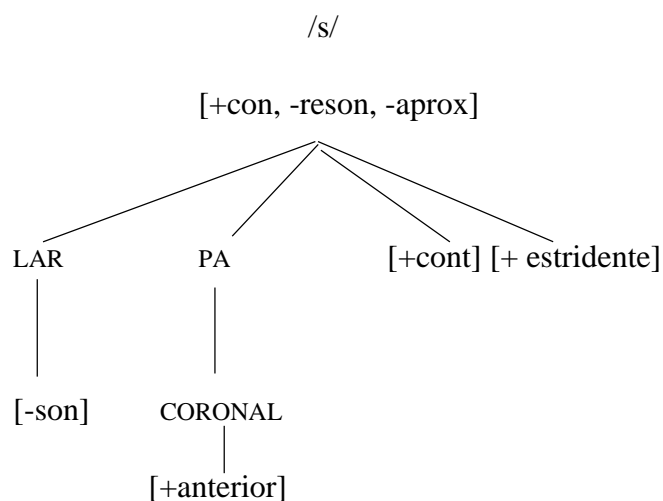 /s/
[+con, -reson, -aprox]
LAR PA [+cont] [+ estridente]
[-son] CORONAL
[+anterior]